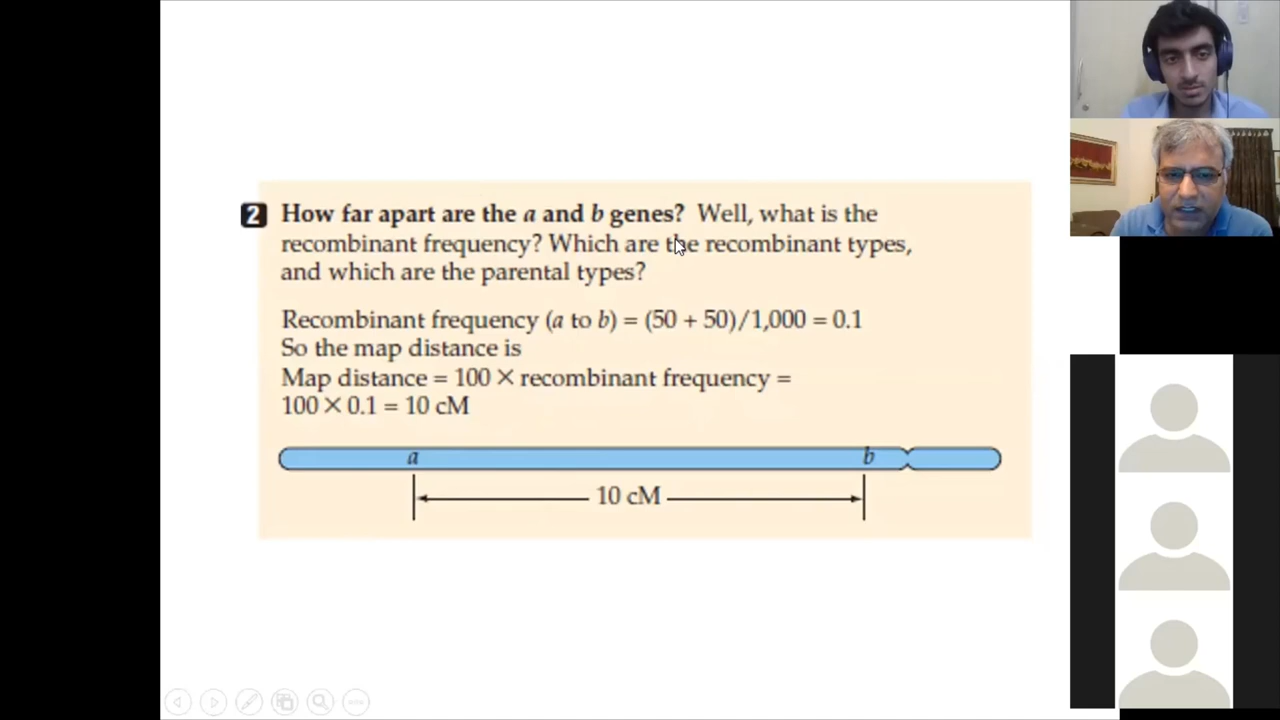 2 How far apart are the a and b genes? Well, what is the
recombinant frequency? Which are the recombinant types,
and which are the parental types?
Recombinant frequency (a to b) = (50 + 50)/1,000 = 0.1
So the map distance is
Map distance = 100 × recombinant frequency =
100 × 0.1 = 10 cM
a b
10 cM